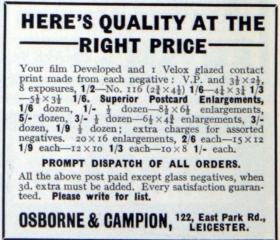 HERE'S QUALITY AT THE
RIGHT PRICE
Your film Developed and 1 Velox glazed contact
print made from each negative: V.P. and 3⅛×2¼,
8 exposures, 1/2—No. 116 (2¾×4¼) 1/6—4¼×3¼ 1/3
—5½×3½ 1/6. Superior Postcard Enlargements,
1/6 dozen, 1/- ½ dozen—8½×6½ enlargements,
5/- dozen, 3/- ½ dozen—6½×4¾ enlargements, 3/-
dozen, 1/9 ½ dozen; extra charges for assorted
negatives. 20×16 enlargements, 2/6 each—15×12
1/9 each—12×10 1/3 each—10×8 1/- each.
PROMPT DISPATCH OF ALL ORDERS.
All the above post paid except glass negatives, when
3d. extra must be added. Every satisfaction guaran-
teed. Please write for list.
OSBORNE & CAMPION, 122, East Park Rd.,
LEICESTER.